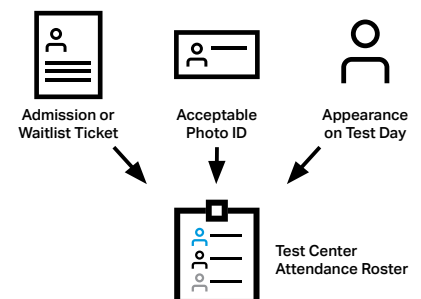 Admission or
Waitlist Ticket
Acceptable
Photo ID
Appearance
on Test Day
Test Center
Attendance Roster